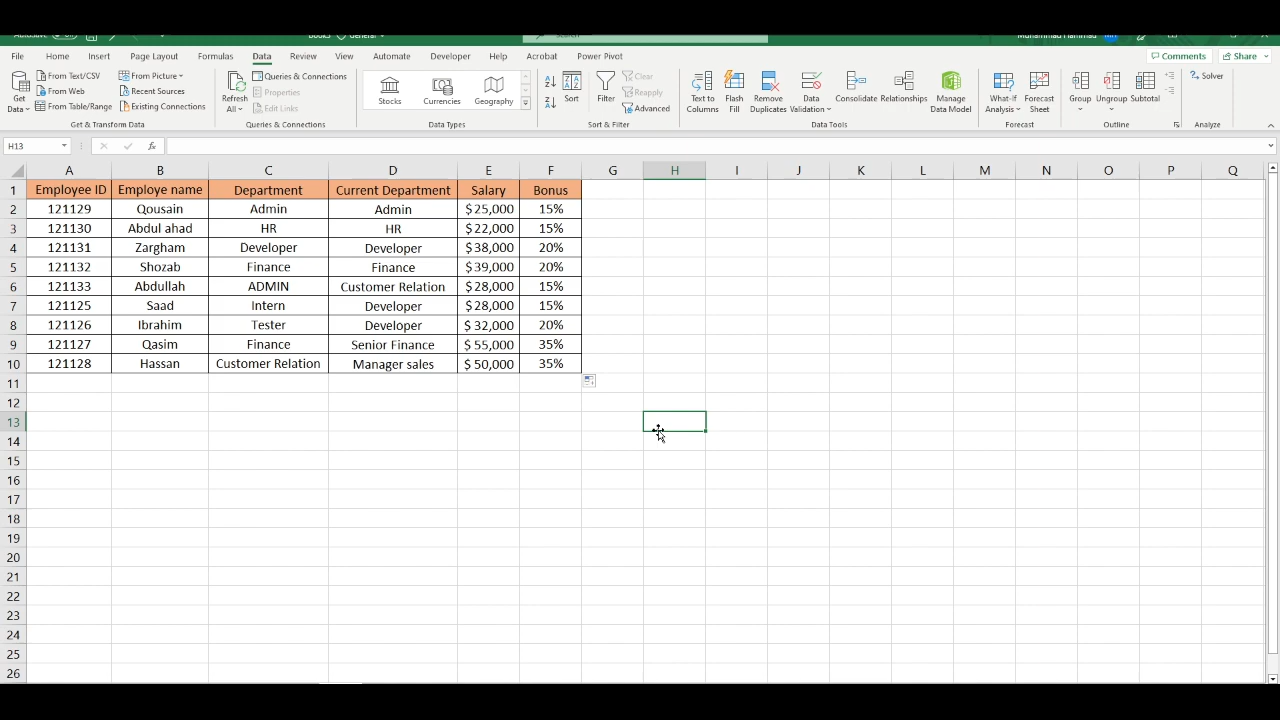 File Home Insert Page Layout Formulas Data Review View Automate Developer Help Acrobat Power Pivot Comments Share
Get Data
From Text/CSV
From Web
From Table/Range
From Picture
Recent Sources
Existing Connections
Get & Transform Data
Refresh All
Queries & Connections
Properties
Edit Links
Queries & Connections
Stocks Currencies Geography
Data Types
Sort
Filter
Clear
Reapply
Advanced
Sort & Filter
Text to Columns
Flash Fill
Remove Duplicates
Data Validation
Consolidate
Relationships
Manage Data Model
Data Tools
What-If Analysis
Forecast Sheet
Forecast
Group
Ungroup
Subtotal
Outline
Solver
Analyze
H13 fx
A B C D E F G H I J K L M N O P Q
1 Employee ID Employe name Department Current Department Salary Bonus
2 121129 Qousain Admin Admin $25,000 15%
3 121130 Abdul ahad HR HR $22,000 15%
4 121131 Zargham Developer Developer $38,000 20%
5 121132 Shozab Finance Finance $39,000 20%
6 121133 Abdullah ADMIN Customer Relation $28,000 15%
7 121125 Saad Intern Developer $28,000 15%
8 121126 Ibrahim Tester Developer $ 32,000 20%
9 121127 Qasim Finance Senior Finance $ 55,000 35%
10 121128 Hassan Customer Relation Manager sales $ 50,000 35%
11
12
13
14
15
16
17
18
19
20
21
22
23
24
25
26